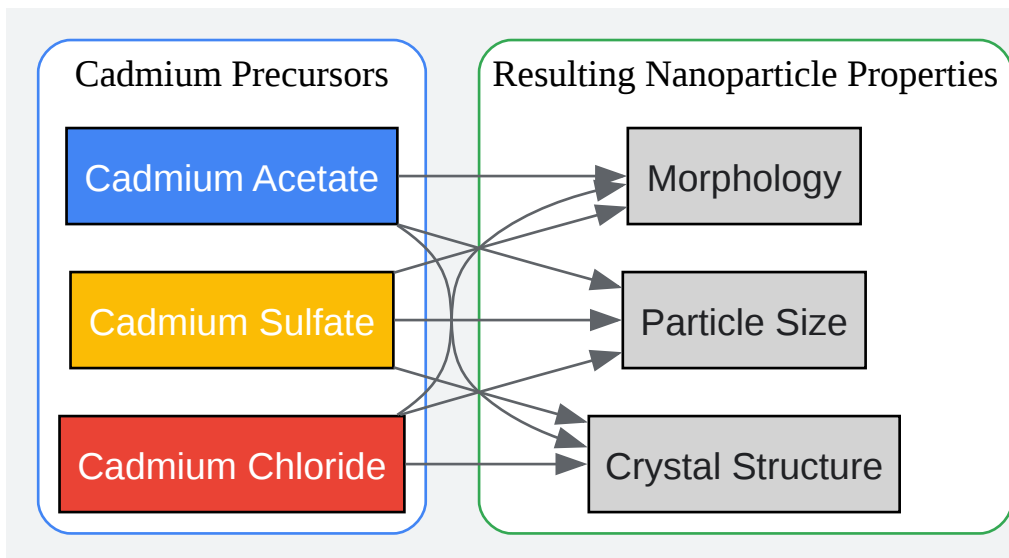 Cadmium Precursors
Cadmium Acetate
Cadmium Sulfate
Cadmium Chloride
Resulting Nanoparticle Properties
Morphology
Particle Size
Crystal Structure